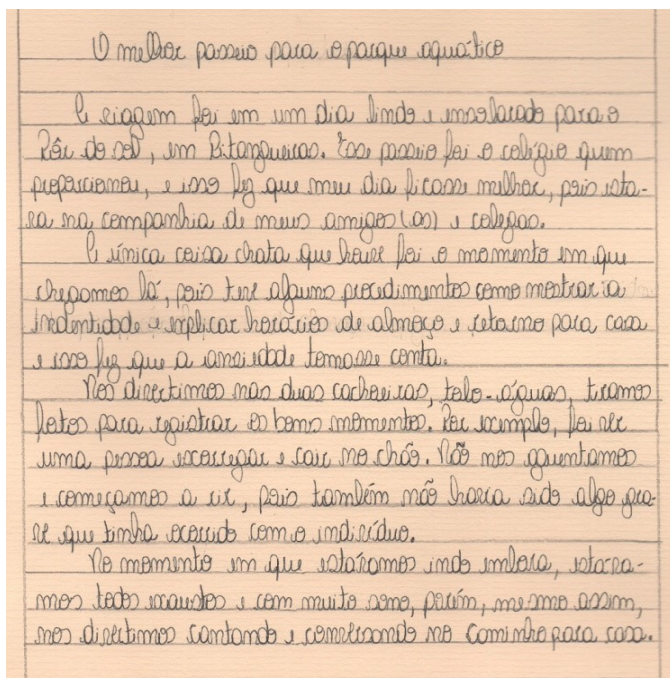 O melhor passeio para o parque aquático
A viagem foi em um dia lindo e ensolarado para o
Pôr do sol, em Pitangueiras. Esse passeio foi o colégio quem
proporcionou, e isso fez que meu dia ficasse melhor, pois esta-
va na companhia de meus amigos(as) e colegas.
A única coisa chata que houve foi o momento em que
chegamos lá, pois teve alguns procedimentos como mostrar a
indentidade e explicar horários de almoço e retorno para casa
e isso fez que a ansiedade tomasse conta.
Nos divertimos nas duas cachoeiras, tobo-águas, tiramos
fotos para registrar os bons momentos. Por exemplo, foi ver
uma pessoa escorregar e cair no chão. Não nos aguentamos
e começamos a rir, pois também não havia sido algo gra-
ve que tinha ocorrido com o indivíduo.
No momento em que estávamos indo embora, estáva-
mos todos exaustos e com muito sono, porém, mesmo assim,
nos divertimos cantando e conversando no caminho para casa.